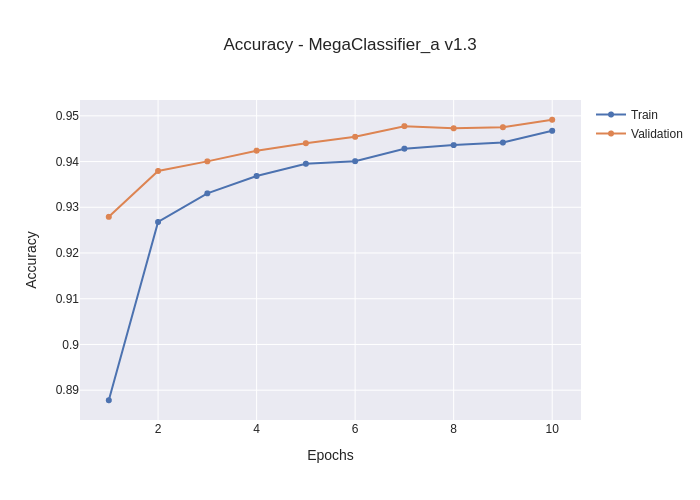 Accuracy - MegaClassifier_a v1.3
0.95
0.94
0.93
0.92
0.91
0.9
0.89
Accuracy
2
4
6
8
10
Epochs
Train
Validation